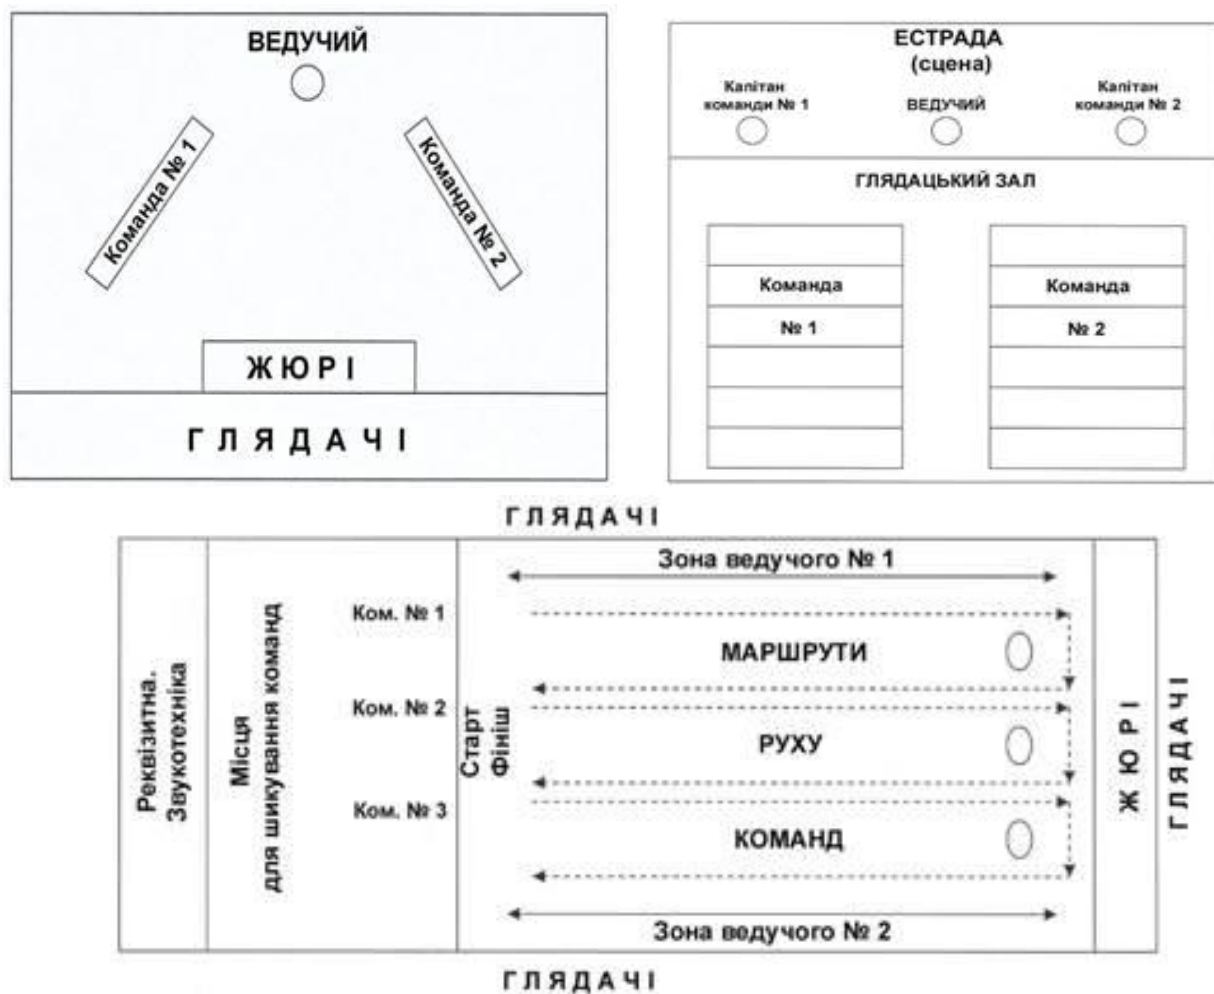 ВЕДУЧИЙ
Команда № 1
Команда № 2
ЖЮРІ
ГЛЯДАЧІ
ЕСТРАДА
(сцена)
Капітан
команди № 1
ВЕДУЧИЙ
Капітан
команди № 2
ГЛЯДАЦЬКИЙ ЗАЛ
Команда
№ 1
Команда
№ 2
ГЛЯДАЧІ
Реквізитна.
Звукотехніка
Місця
для шикування команд
Ком. № 1
Ком. № 2
Ком. № 3
Старт
Фініш
Зона ведучого № 1
МАРШРУТИ
РУХУ
КОМАНД
Зона ведучого № 2
ЖЮРІ
ГЛЯДАЧІ
ГЛЯДАЧІ